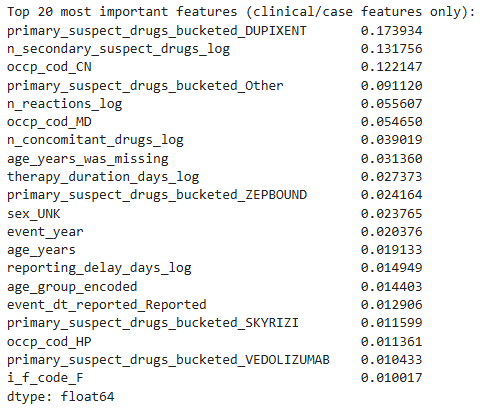 Top 20 most important features (clinical/case features only):
primary_suspect_drugs_bucketed_DUPIXENT 0.173934
n_secondary_suspect_drugs_log 0.131756
occp_cod_CN 0.122147
primary_suspect_drugs_bucketed_Other 0.091120
n_reactions_log 0.055607
occp_cod_MD 0.054650
n_concomitant_drugs_log 0.039019
age_years_was_missing 0.031360
therapy_duration_days_log 0.027373
primary_suspect_drugs_bucketed_ZEPBOUND 0.024164
sex_UNK 0.023765
event_year 0.020376
age_years 0.019133
reporting_delay_days_log 0.014949
age_group_encoded 0.014403
event_dt_reported_Reported 0.012906
primary_suspect_drugs_bucketed_SKYRIZI 0.011599
occp_cod_HP 0.011361
primary_suspect_drugs_bucketed_VEDOLIZUMAB 0.010433
i_f_code_F 0.010017
dtype: float64